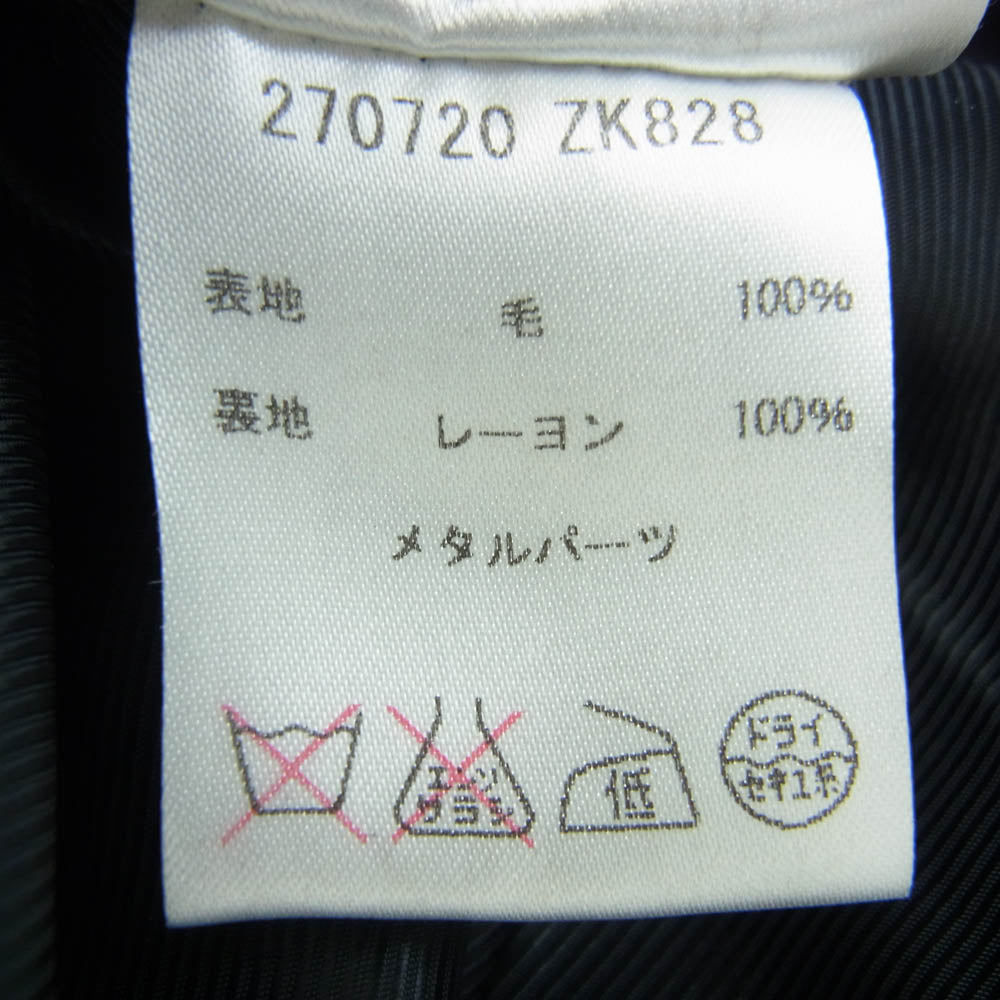 270720 ZK828
表地 毛 100%
裏地 レーヨン 100%
メタルパーツ
エンソ
サラシ
低
ドライ
セキユ系